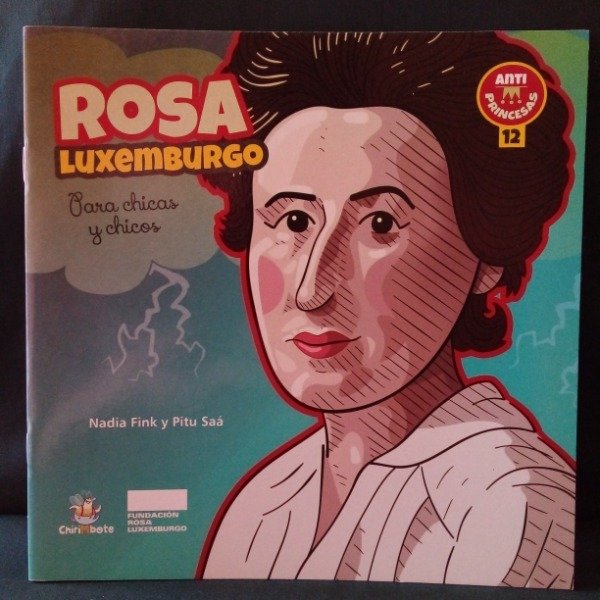 ROSA
LUXEMBURGO
Para chicas
y chicos
ANTI
PRINCESAS
12
Nadia Fink y Pitu Saá
Chirimbote
FUNDACIÓN
ROSA
LUXEMBURGO